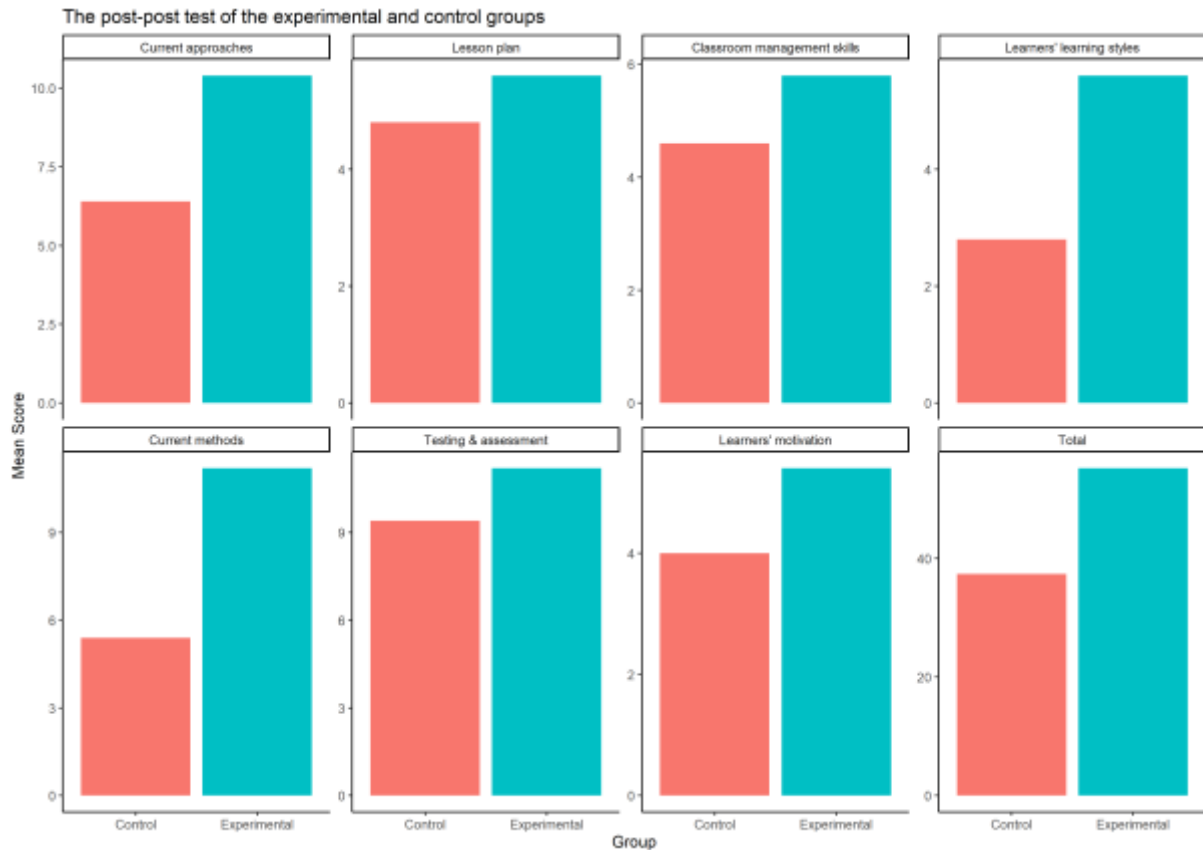 The post-post test of the experimental and control groups
Current approaches
Lesson plan
Classroom management skills
Learners' learning styles
10.0
7.5
5.0
2.5
0.0
4
2
0
6
4
2
0
4
2
0
Mean Score
Current methods
Testing & assessment
Learners' motivation
Total
9
6
3
0
9
6
3
0
4
2
0
40
20
0
Control
Experimental
Control
Experimental
Control
Experimental
Control
Experimental
Group